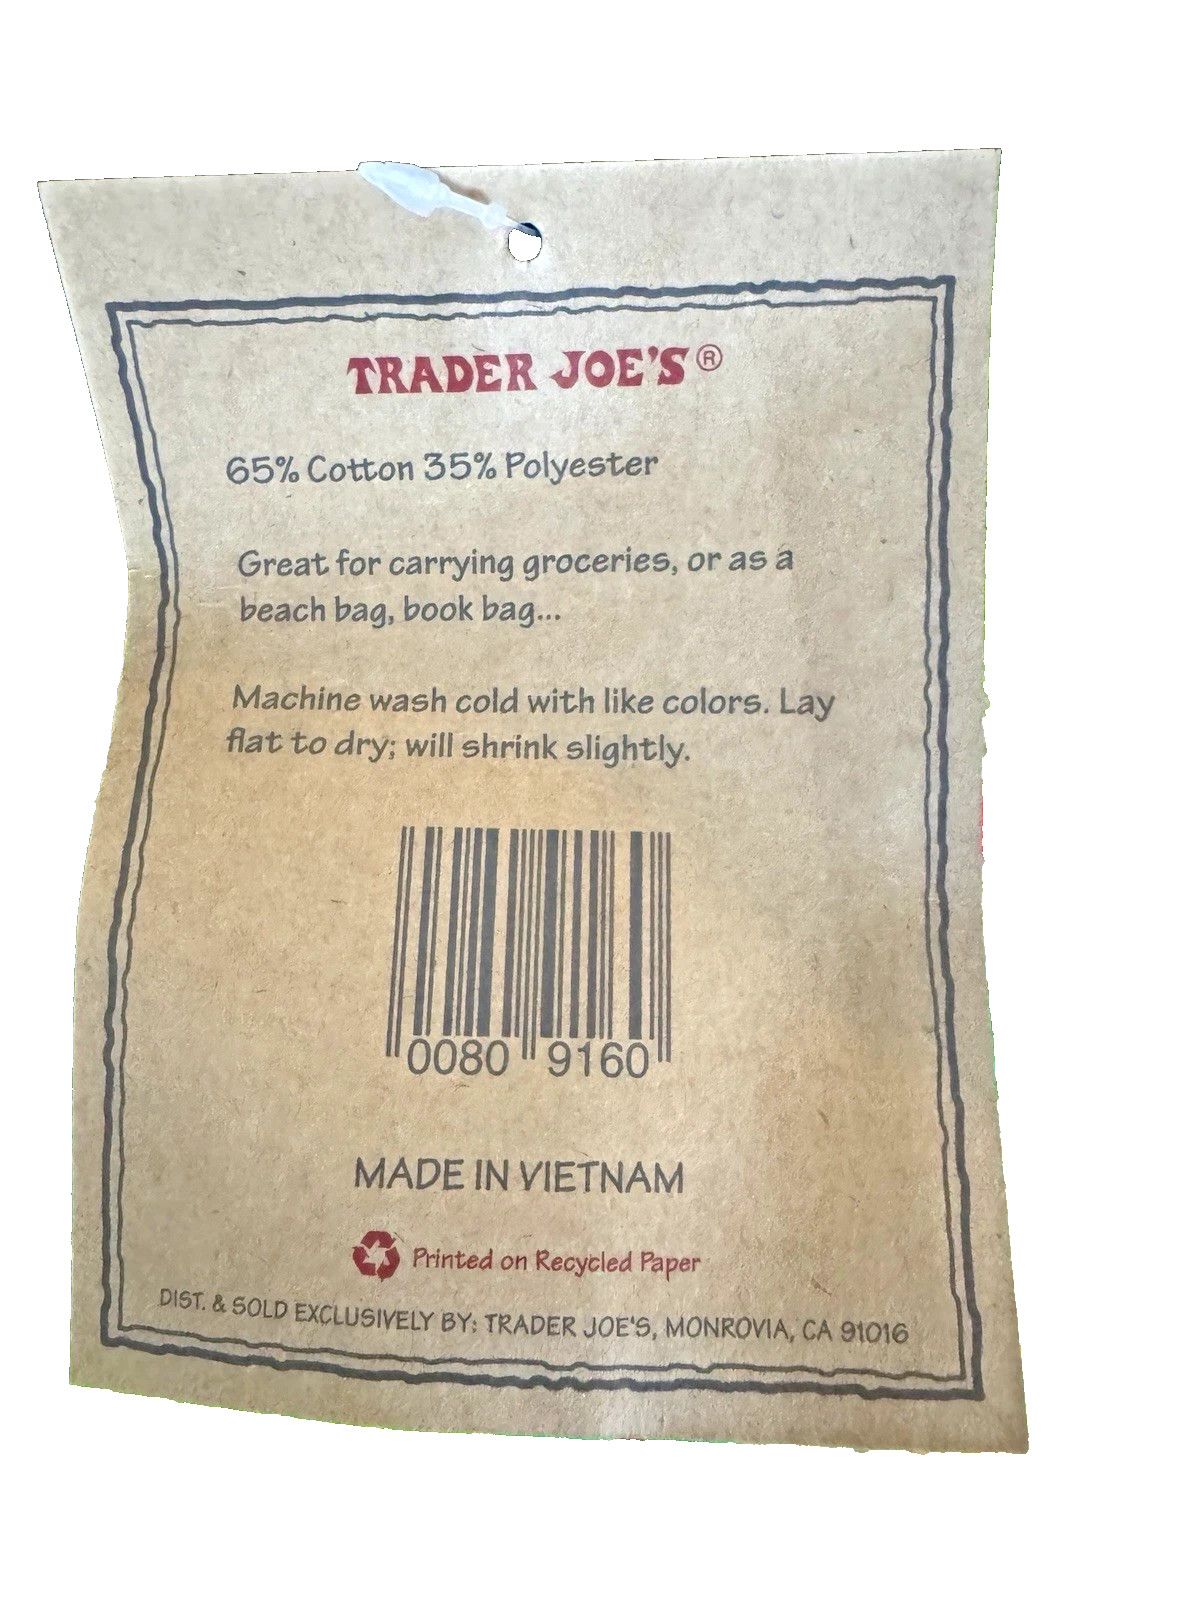 TRADER JOE'S®
65% Cotton 35% Polyester
Great for carrying groceries, or as a
beach bag, book bag...
Machine wash cold with like colors. Lay
flat to dry; will shrink slightly.
0080 9160
MADE IN VIETNAM
Printed on Recycled Paper
DIST. & SOLD EXCLUSIVELY BY: TRADER JOE'S, MONROVIA, CA 91016